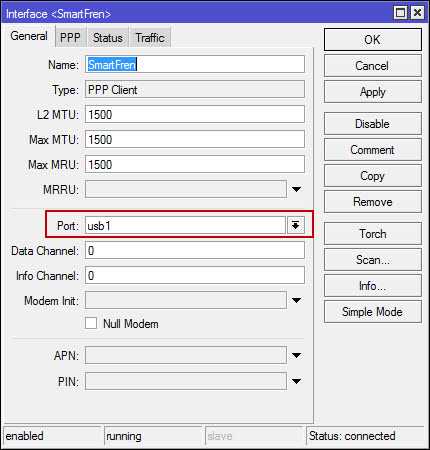 Interface <SmartFren>
General PPP Status Traffic
Name: SmartFren
Type: PPP Client
L2 MTU: 1500
Max MTU: 1500
Max MRU: 1500
MRRU:
Port: usb1
Data Channel: 0
Info Channel: 0
Modem Init:
Null Modem
APN:
PIN:
OK
Cancel
Apply
Disable
Comment
Copy
Remove
Torch
Scan...
Info...
Simple Mode
enabled running slave Status: connected